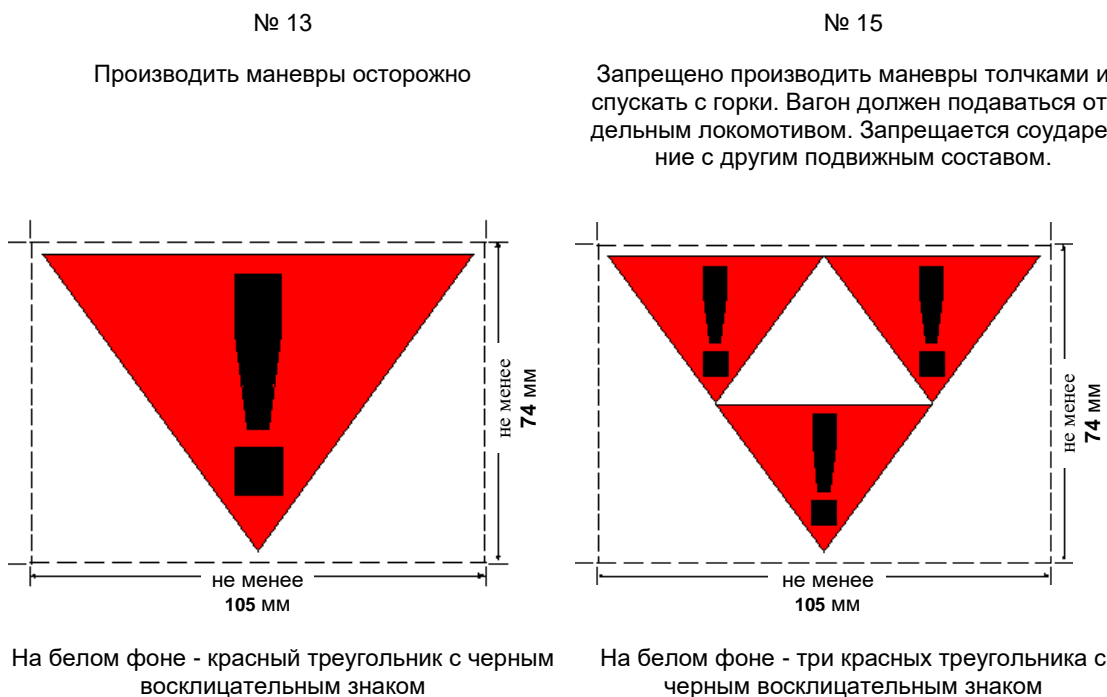 № 13
Производить маневры осторожно
не менее
74 мм
не менее
105 мм
На белом фоне - красный треугольник с черным
восклицательным знаком
№ 15
Запрещено производить маневры толчками и
спускать с горки. Вагон должен подаваться от
дельным локомотивом. Запрещается соударе
ние с другим подвижным составом.
не менее
74 мм
не менее
105 мм
На белом фоне - три красных треугольника с
черным восклицательным знаком